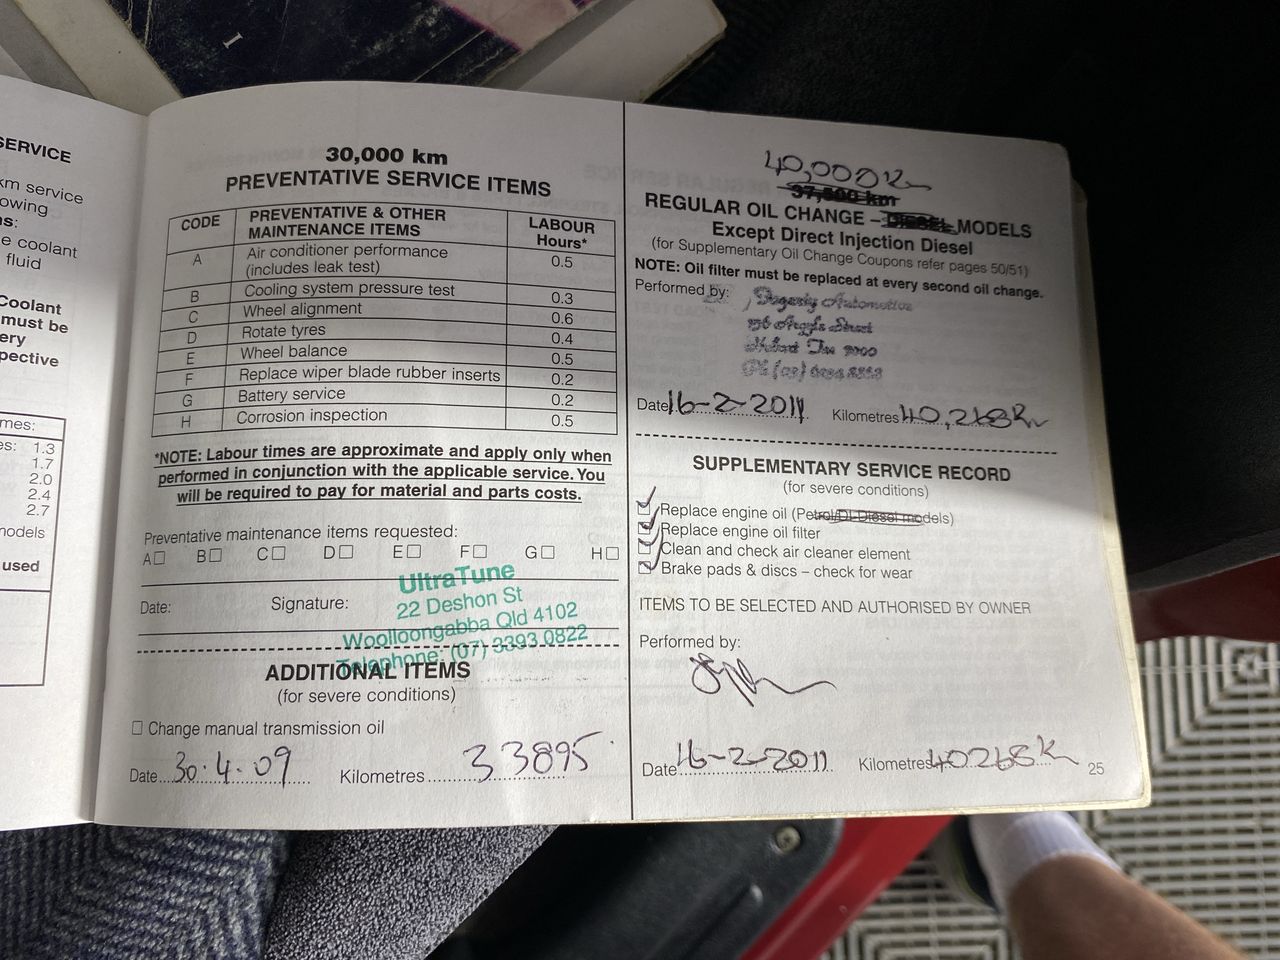 SERVICE
km service
owing
ns:
e coolant
fluid
Coolant
must be
ery
pective
mes:
es: 1.3
1.7
2.0
2.4
2.7
models
used
30,000 km
PREVENTATIVE SERVICE ITEMS
CODE PREVENTATIVE & OTHER MAINTENANCE ITEMS LABOUR Hours*
A Air conditioner performance (includes leak test) 0.5
B Cooling system pressure test 0.3
C Wheel alignment 0.6
D Rotate tyres 0.4
E Wheel balance 0.5
F Replace wiper blade rubber inserts 0.2
G Battery service 0.2
H Corrosion inspection 0.5
*NOTE: Labour times are approximate and apply only when
performed in conjunction with the applicable service. You
will be required to pay for material and parts costs.
Preventative maintenance items requested:
A☐ B☐ C☐ D☐ E☐ F☐ G☐ H☐
UltraTune
22 Deshon St
Woolloongabba Qld 4102
Telephone: (07) 3393 0822
Date: Signature:
ADDITIONAL ITEMS
(for severe conditions)
☐ Change manual transmission oil
Date 30.4.09 Kilometres 33895
40,000km
37,500 km
REGULAR OIL CHANGE – DIESEL MODELS
Except Direct Injection Diesel
(for Supplementary Oil Change Coupons refer pages 50/51)
NOTE: Oil filter must be replaced at every second oil change.
Performed by:
Automotive
Street
Hobart Tas 7000
Date 16-2-2011 Kilometres 40,268km
SUPPLEMENTARY SERVICE RECORD
(for severe conditions)
☑ Replace engine oil (Petrol/DI Diesel models)
☑ Replace engine oil filter
☑ Clean and check air cleaner element
☑ Brake pads & discs – check for wear
ITEMS TO BE SELECTED AND AUTHORISED BY OWNER
Performed by:
Date 16-2-2011 Kilometres 40268k
25